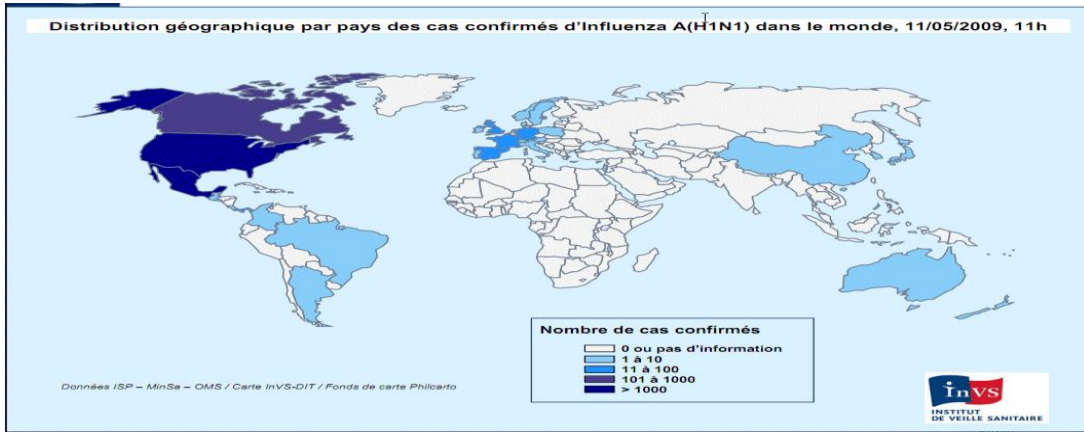 Distribution géographique par pays des cas confirmés d'Influenza A(H1N1) dans le monde, 11/05/2009, 11h
Nombre de cas confirmés
0 ou pas d'information
1 à 10
11 à 100
101 à 1000
> 1000
Données ISP – MinSa – OMS / Carte InVS-DIT / Fonds de carte Philcarto
InVS
INSTITUT
DE VEILLE SANITAIRE